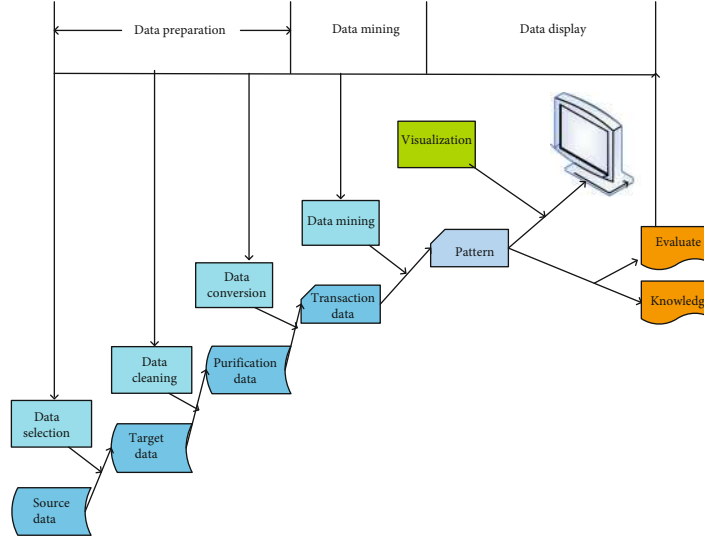 Data preparation
Data mining
Data display
Visualization
Data mining
Pattern
Evaluate
Data
conversion
Transaction
data
Knowledg
Data
cleaning
Purification
data
Data
selection
Target
data
Source
data